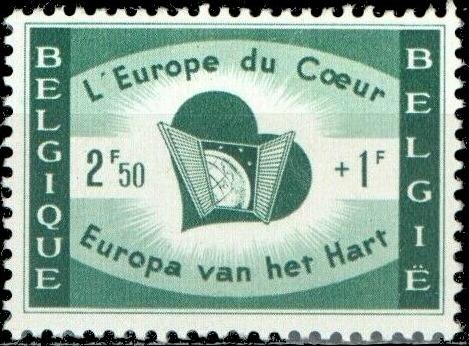 BELGIQUE
L'Europe du Cœur
2F50
+1F
Europa van het Hart
BELGIË